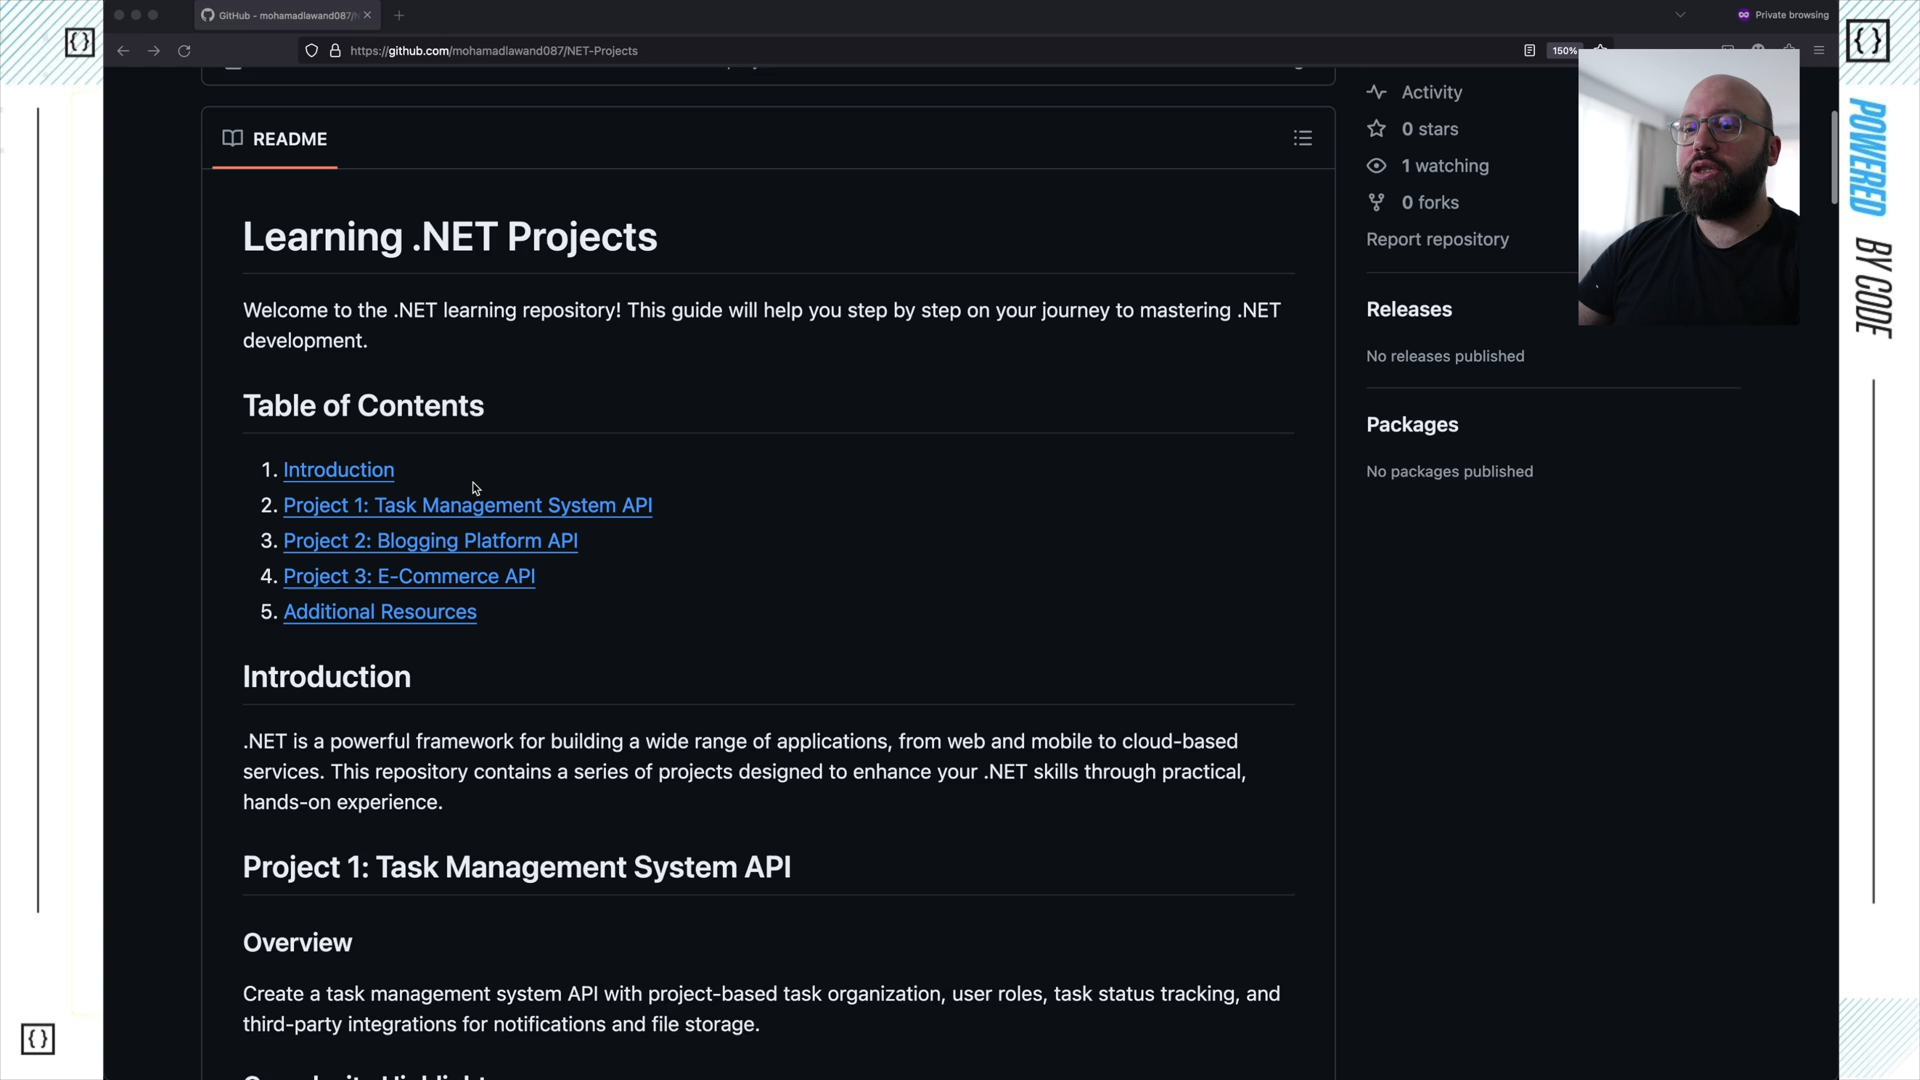 GitHub - mohamadlawand087/
Private browsing
https://github.com/mohamadlawand087/NET-Projects
150%
README
Learning .NET Projects
Welcome to the .NET learning repository! This guide will help you step by step on your journey to mastering .NET
development.
Table of Contents
1. Introduction
2. Project 1: Task Management System API
3. Project 2: Blogging Platform API
4. Project 3: E-Commerce API
5. Additional Resources
Introduction
.NET is a powerful framework for building a wide range of applications, from web and mobile to cloud-based
services. This repository contains a series of projects designed to enhance your .NET skills through practical,
hands-on experience.
Project 1: Task Management System API
Overview
Create a task management system API with project-based task organization, user roles, task status tracking, and
third-party integrations for notifications and file storage.
Activity
0 stars
1 watching
0 forks
Report repository
Releases
No releases published
Packages
No packages published
{}
{}
POWERED
BY CODE
{}